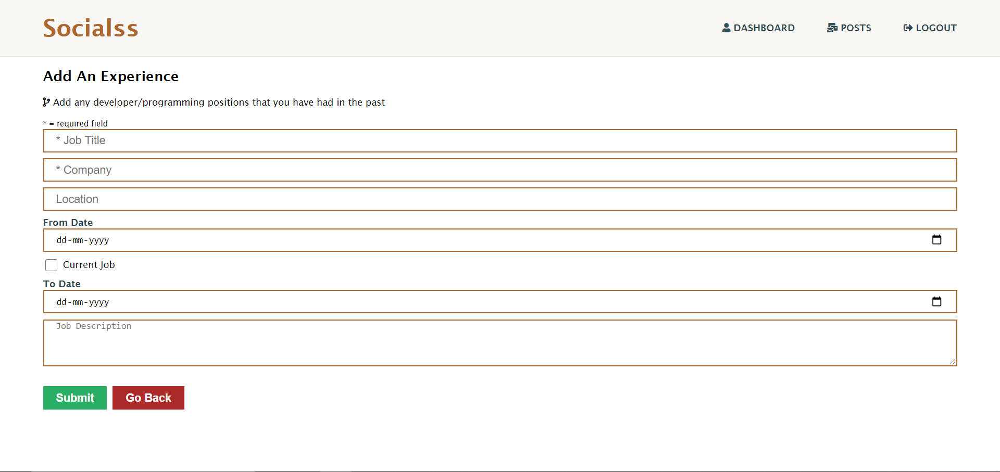 Socialss
DASHBOARD POSTS LOGOUT
Add An Experience
Add any developer/programming positions that you have had in the past
* = required field
* Job Title
* Company
Location
From Date
dd-mm-yyyy
Current Job
To Date
dd-mm-yyyy
Job Description
Submit Go Back